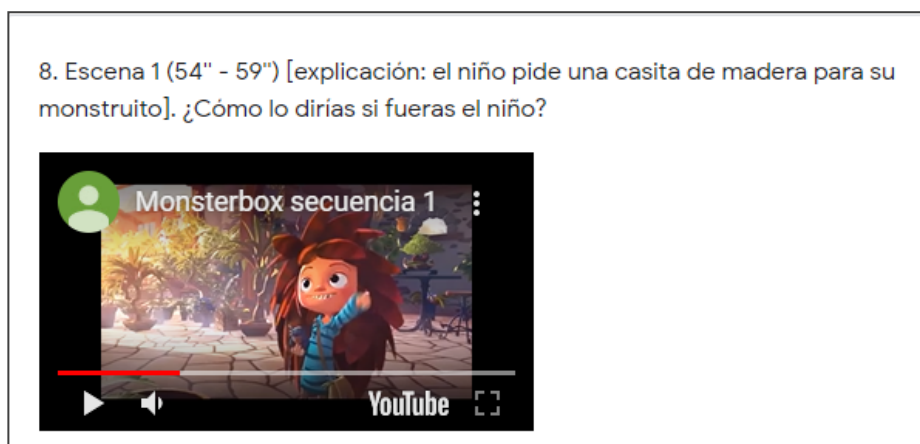 8. Escena 1 (54" - 59") [explicación: el niño pide una casita de madera para su
monstruito]. ¿Cómo lo dirías si fueras el niño?
Monsterbox secuencia 1
YouTube